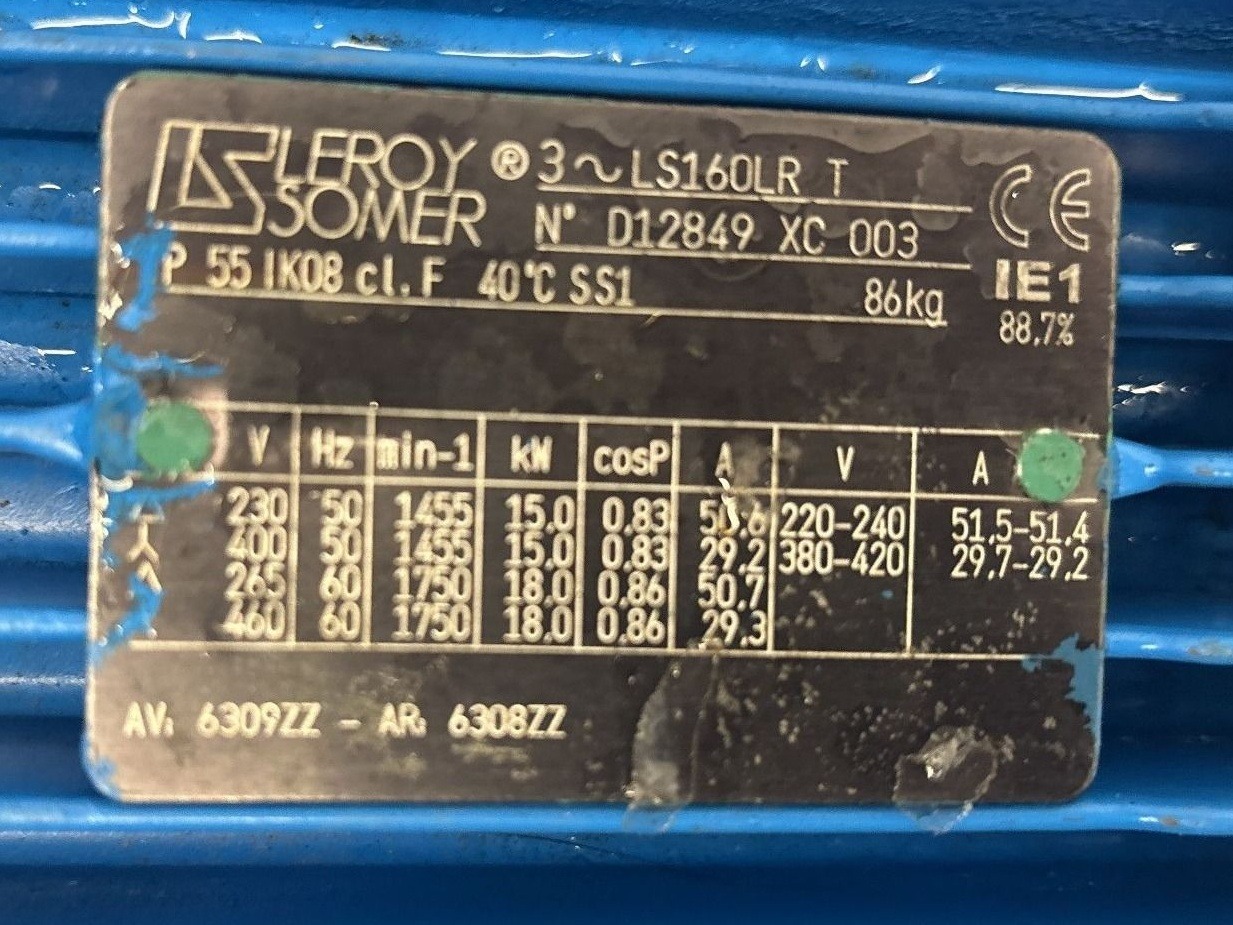 LEROY SOMER ® 3~LS160LR T
N° D12849 XC 003
CE
P 55 IK08 cl.F 40°C SS1 86kg
IE1
88.7%
V Hz min-1 kW cosP A V A
230 50 1455 15.0 0.83 220-240 51.5-51.4
400 50 1455 15.0 0.83 29.2 380-420 29.7-29.2
265 60 1750 18.0 0.86 50.7
460 60 1750 18.0 0.86 29.3
AV: 6309ZZ - AR: 6308ZZ